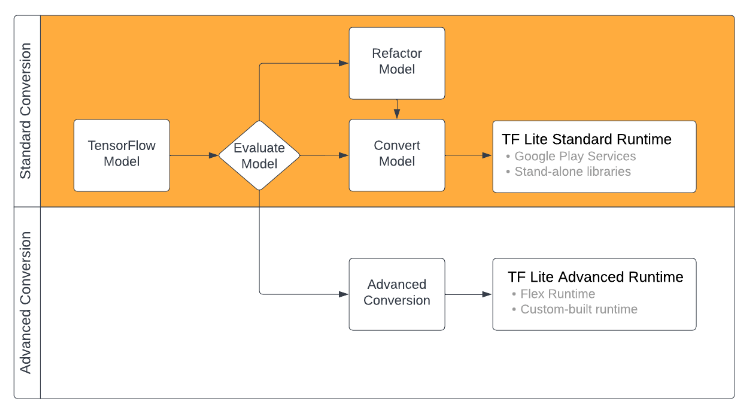 Standard Conversion
Refactor
Model
TensorFlow
Model
Evaluate
Model
Convert
Model
TF Lite Standard Runtime
• Google Play Services
• Stand-alone libraries
Advanced Conversion
Advanced
Conversion
TF Lite Advanced Runtime
• Flex Runtime
• Custom-built runtime